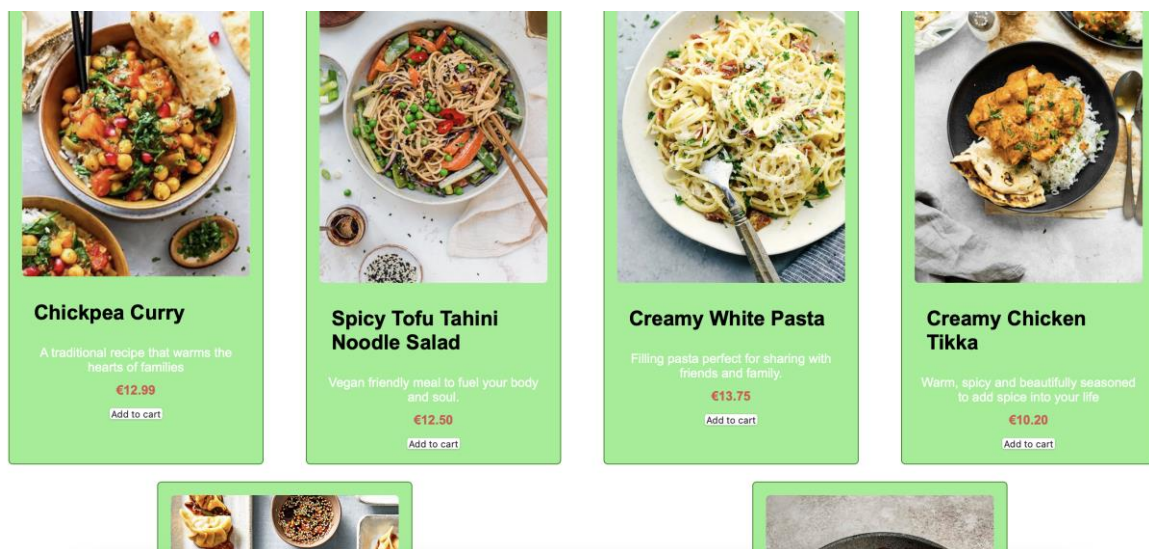 Chickpea Curry
A traditional recipe that warms the
hearts of families
€12.99
Add to cart
Spicy Tofu Tahini
Noodle Salad
Vegan friendly meal to fuel your body
and soul.
€12.50
Add to cart
Creamy White Pasta
Filling pasta perfect for sharing with
friends and family.
€13.75
Add to cart
Creamy Chicken
Tikka
Warm, spicy and beautifully seasoned
to add spice into your life
€10.20
Add to cart